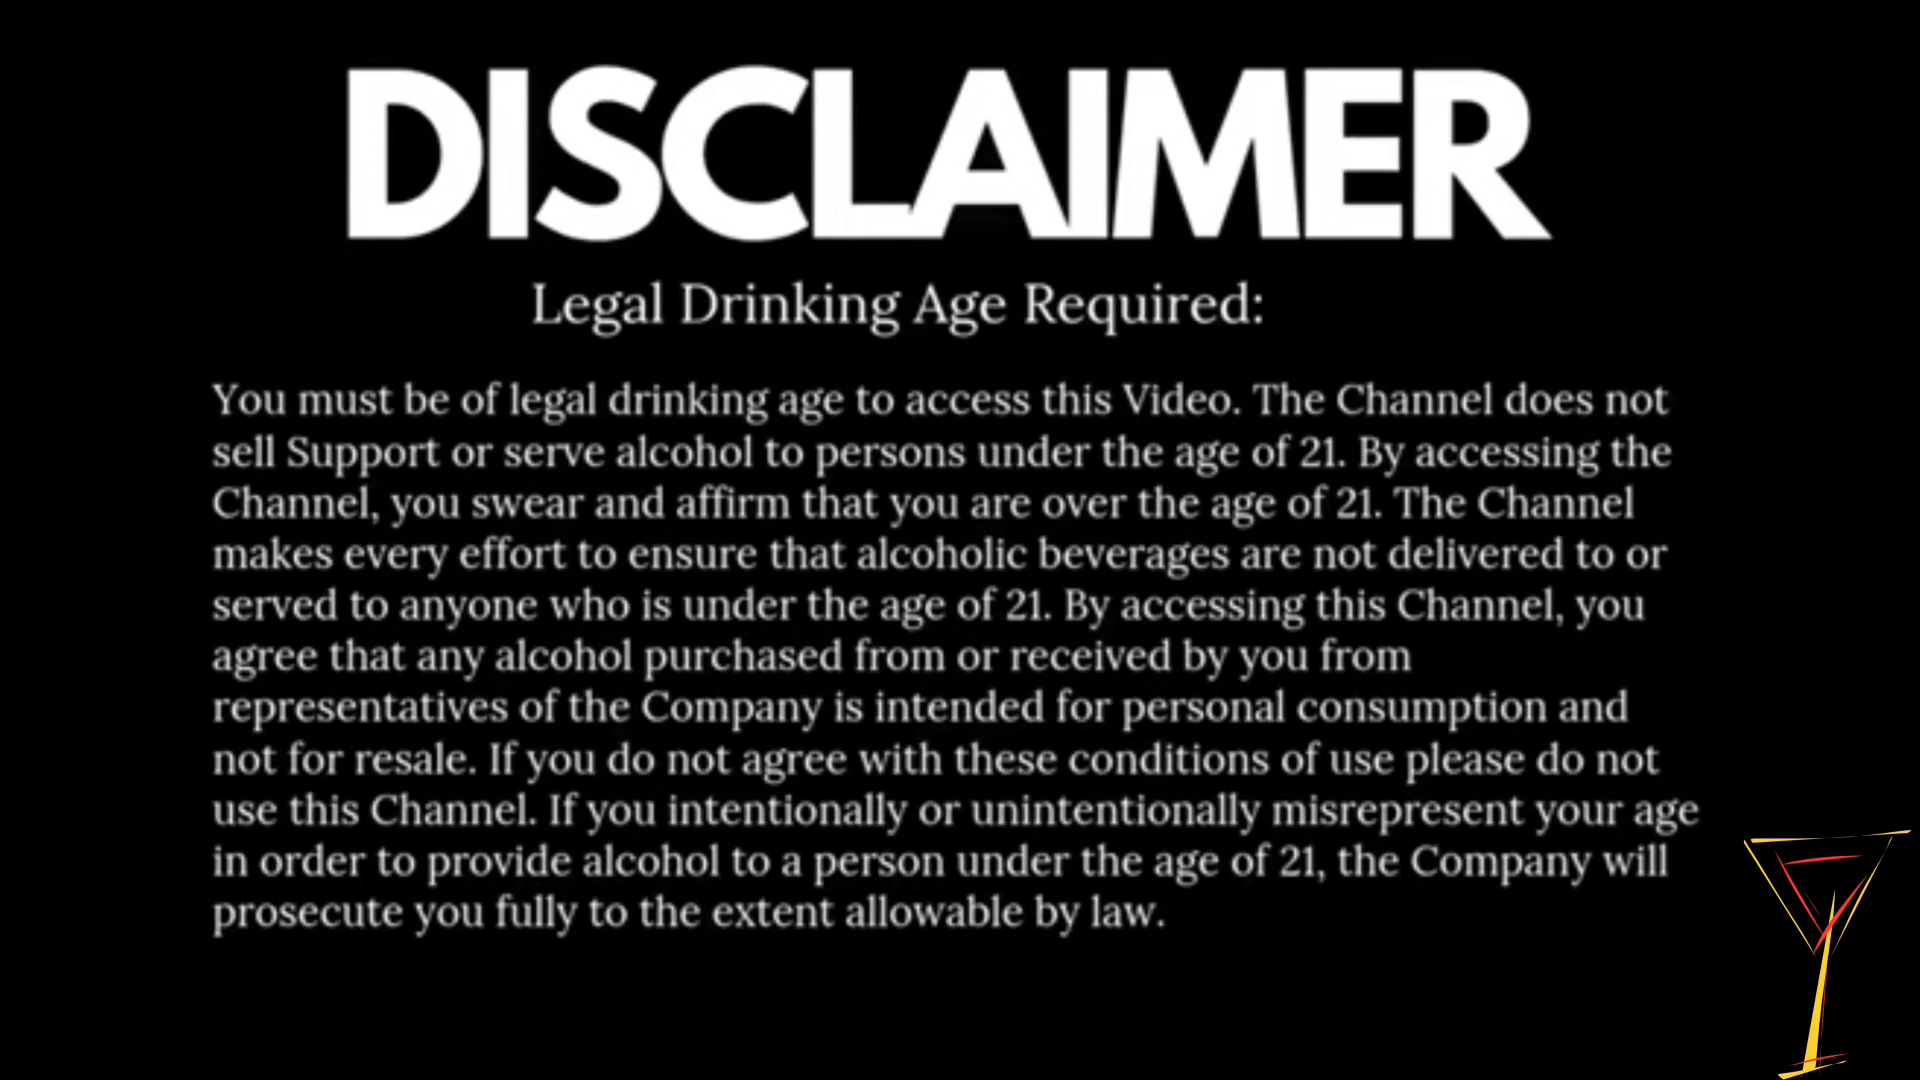 DISCLAIMER
Legal Drinking Age Required:
You must be of legal drinking age to access this Video. The Channel does not
sell Support or serve alcohol to persons under the age of 21. By accessing the
Channel, you swear and affirm that you are over the age of 21. The Channel
makes every effort to ensure that alcoholic beverages are not delivered to or
served to anyone who is under the age of 21. By accessing this Channel, you
agree that any alcohol purchased from or received by you from
representatives of the Company is intended for personal consumption and
not for resale. If you do not agree with these conditions of use please do not
use this Channel. If you intentionally or unintentionally misrepresent your age
in order to provide alcohol to a person under the age of 21, the Company will
prosecute you fully to the extent allowable by law.